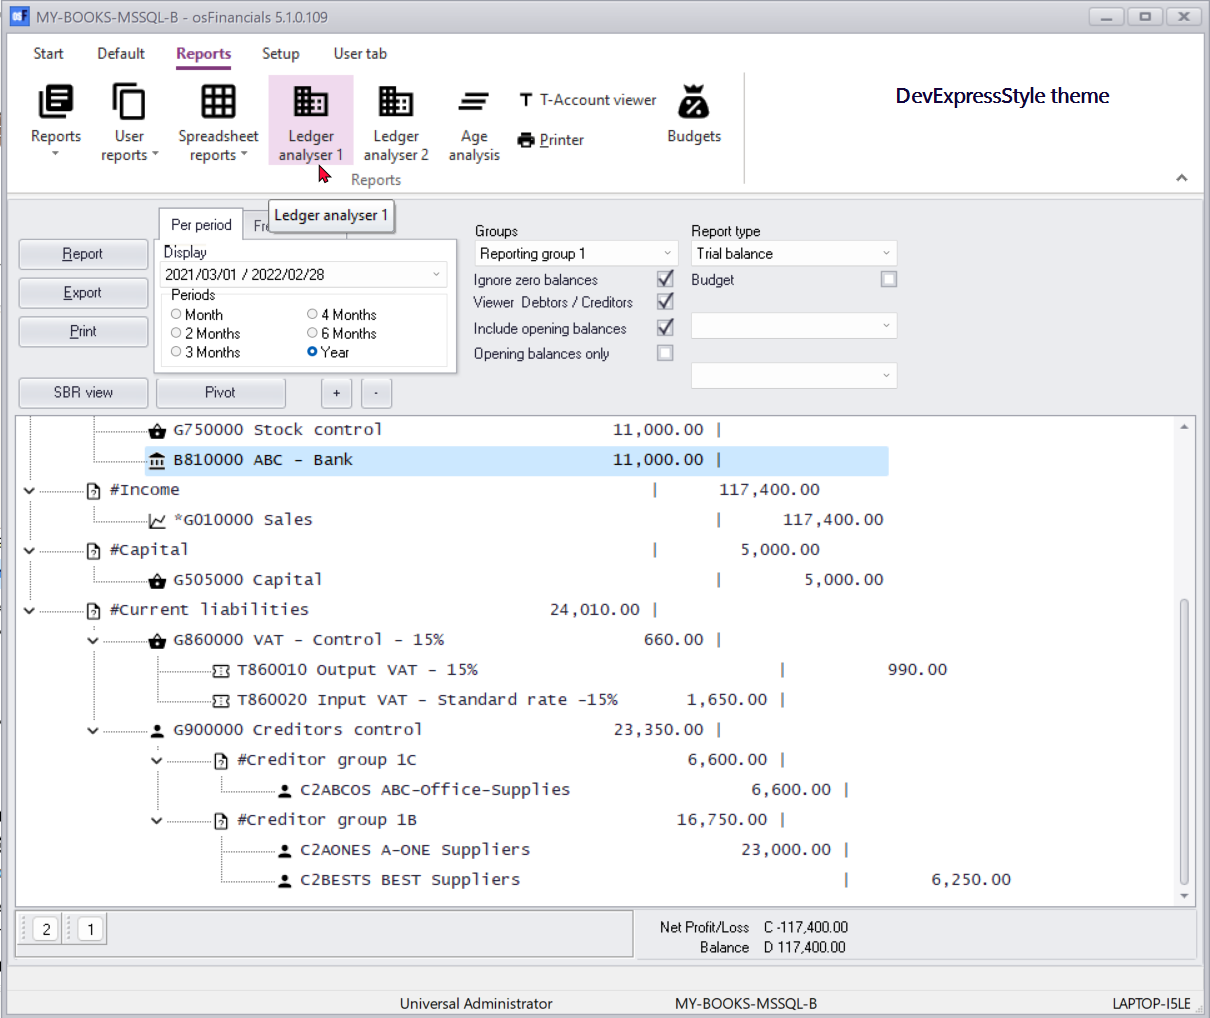 MY-BOOKS-MSSQL-B - osFinancials 5.1.0.109
Start Default Reports Setup User tab
DevExpressStyle theme
Reports
User reports
Spreadsheet reports
Ledger analyser 1
Ledger analyser 2
Age analysis
T-Account viewer
Printer
Budgets
Reports
Ledger analyser 1
Per period
Fre
Report
Export
Print
Display
2021/03/01 / 2022/02/28
Periods
Month
4 Months
2 Months
6 Months
3 Months
Year
Groups
Reporting group 1
Ignore zero balances
Viewer Debtors / Creditors
Include opening balances
Opening balances only
Report type
Trial balance
Budget
SBR view
Pivot
+
-
G750000 Stock control 11,000.00 |
B810000 ABC - Bank 11,000.00 |
#Income | 117,400.00
*G010000 Sales | 117,400.00
#Capital | 5,000.00
G505000 Capital | 5,000.00
#Current liabilities 24,010.00 |
G860000 VAT - Control - 15% 660.00 |
T860010 Output VAT - 15% | 990.00
T860020 Input VAT - Standard rate -15% 1,650.00 |
G900000 Creditors control 23,350.00 |
#Creditor group 1C 6,600.00 |
C2ABCOS ABC-Office-Supplies 6,600.00 |
#Creditor group 1B 16,750.00 |
C2AONES A-ONE Suppliers 23,000.00 |
C2BESTS BEST Suppliers | 6,250.00
2 1
Net Profit/Loss C -117,400.00
Balance D 117,400.00
Universal Administrator MY-BOOKS-MSSQL-B LAPTOP-I5LE